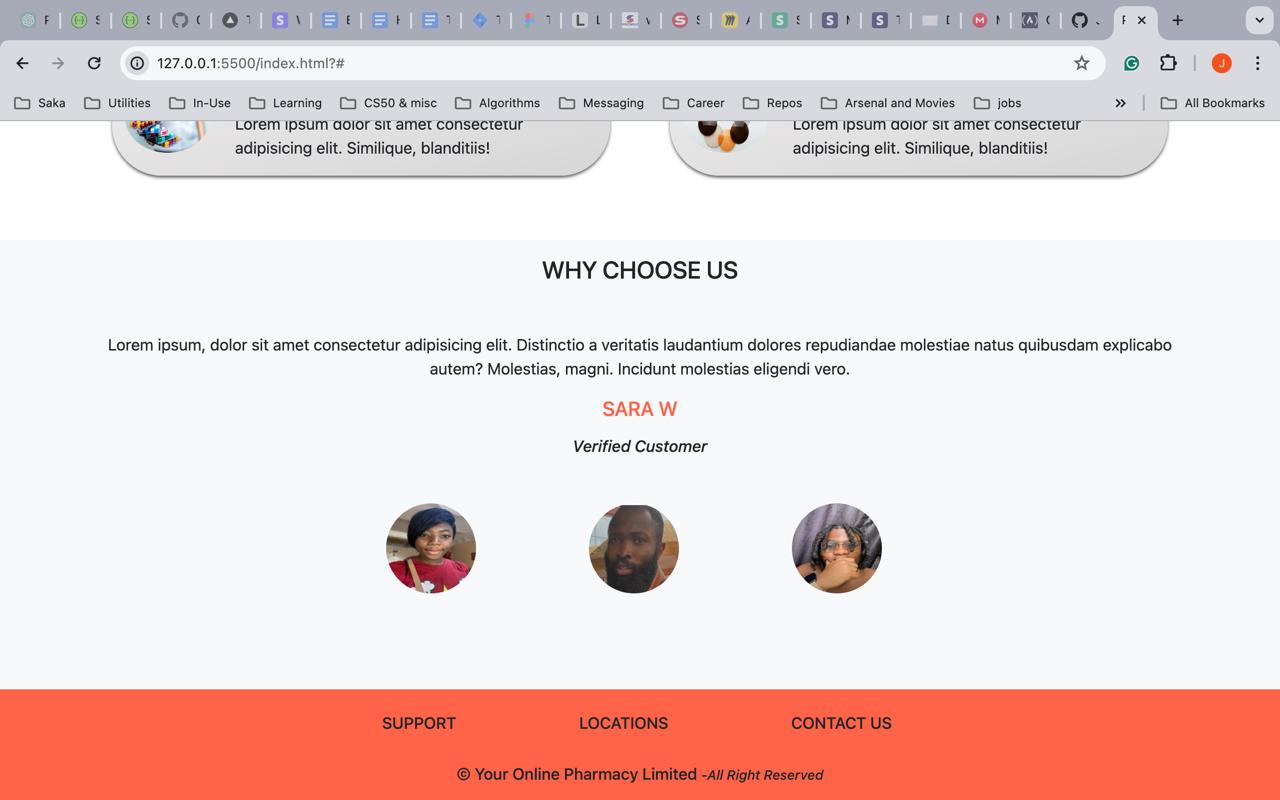 127.0.0.1:5500/index.html?#
Saka
Utilities
In-Use
Learning
CS50 & misc
Algorithms
Messaging
Career
Repos
Arsenal and Movies
jobs
All Bookmarks
Lorem ipsum dolor sit amet consectetur
adipisicing elit. Similique, blanditiis!
Lorem ipsum dolor sit amet consectetur
adipisicing elit. Similique, blanditiis!
WHY CHOOSE US
Lorem ipsum, dolor sit amet consectetur adipisicing elit. Distinctio a veritatis laudantium dolores repudiandae molestiae natus quibusdam explicabo
autem? Molestias, magni. Incidunt molestias eligendi vero.
SARA W
Verified Customer
SUPPORT
LOCATIONS
CONTACT US
© Your Online Pharmacy Limited -All Right Reserved